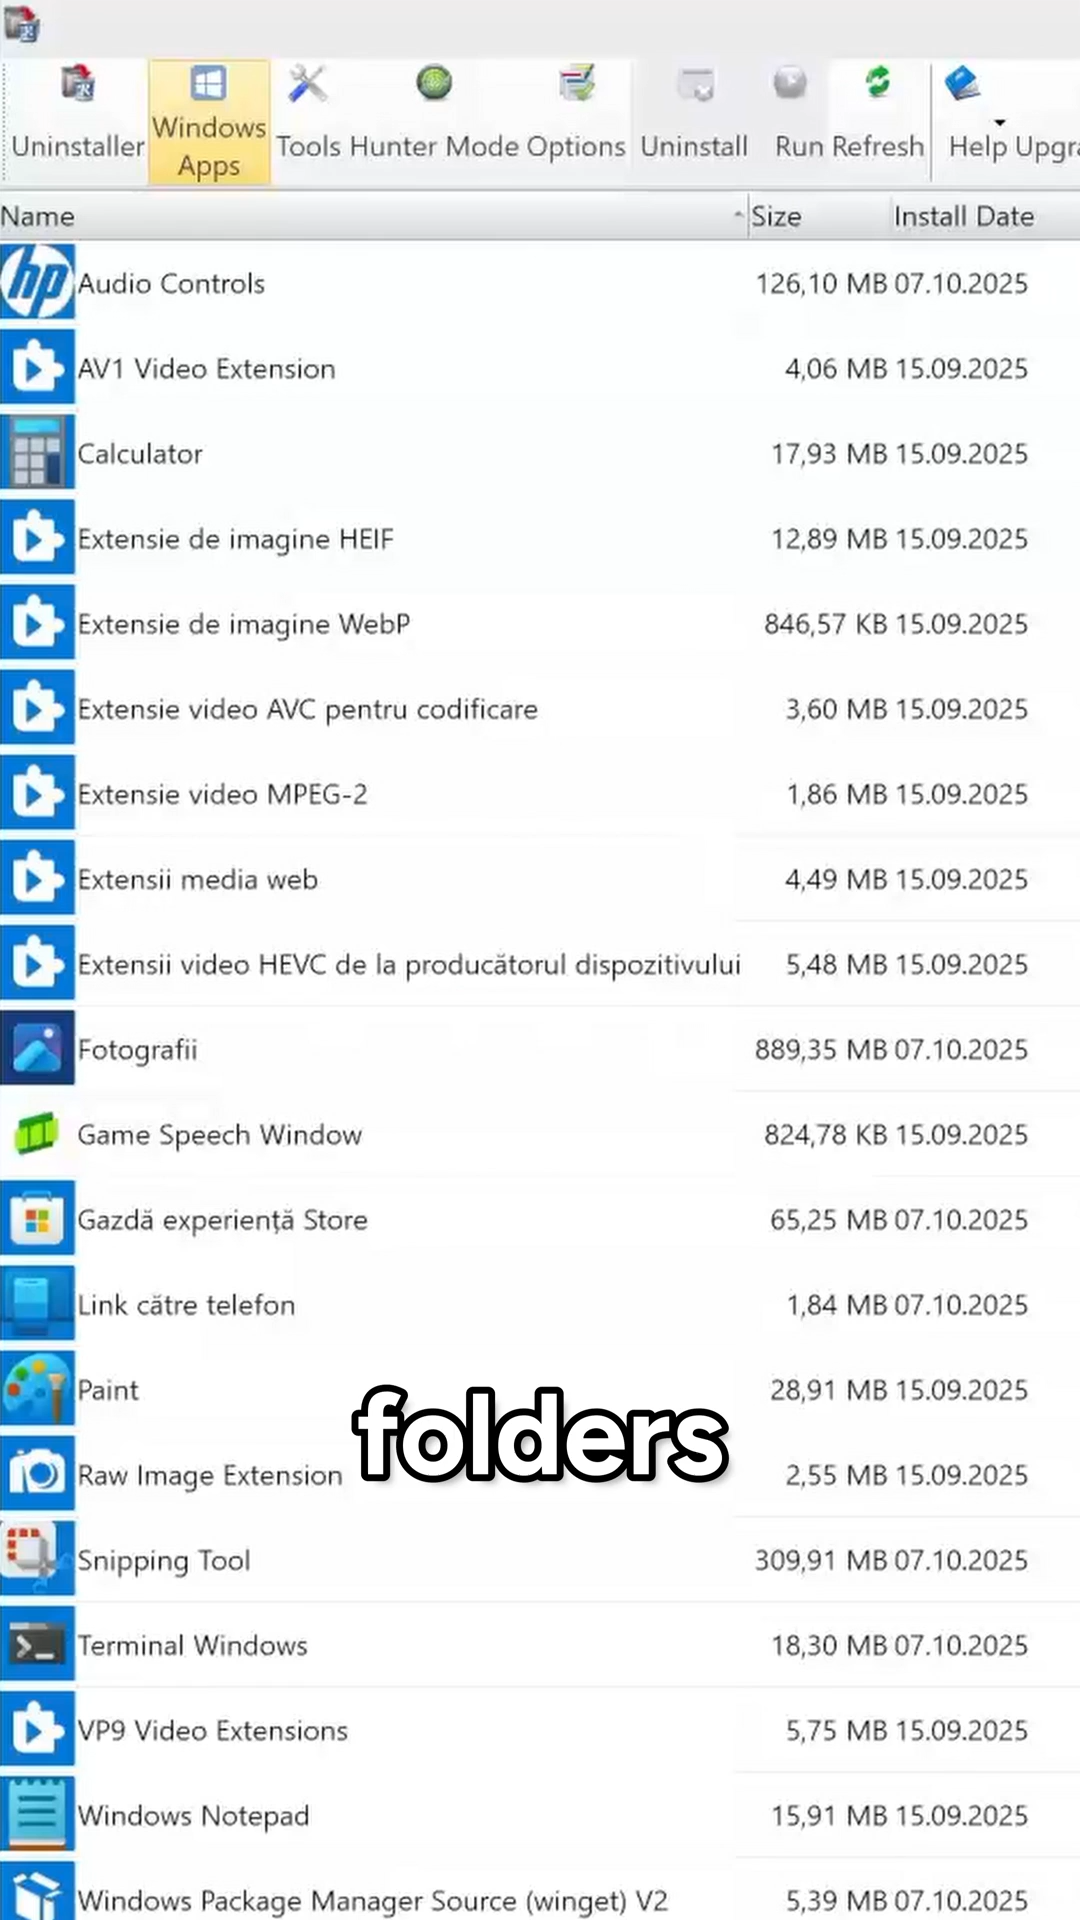 Uninstaller
Windows
Apps
Tools Hunter Mode Options
Uninstall
Run Refresh
Help
Name Size Install Date
hp Audio Controls 126,10 MB 07.10.2025
AV1 Video Extension 4,06 MB 15.09.2025
Calculator 17,93 MB 15.09.2025
Extensie de imagine HEIF 12,89 MB 15.09.2025
Extensie de imagine WebP 846,57 KB 15.09.2025
Extensie video AVC pentru codificare 3,60 MB 15.09.2025
Extensie video MPEG-2 1,86 MB 15.09.2025
Extensii media web 4,49 MB 15.09.2025
Extensii video HEVC de la producătorul dispozitivului 5,48 MB 15.09.2025
Fotografii 889,35 MB 07.10.2025
Game Speech Window 824,78 KB 15.09.2025
Gazdă experiență Store 65,25 MB 07.10.2025
Link către telefon 1,84 MB 07.10.2025
Paint 28,91 MB 15.09.2025
folders
Raw Image Extension 2,55 MB 15.09.2025
Snipping Tool 309,91 MB 07.10.2025
Terminal Windows 18,30 MB 07.10.2025
VP9 Video Extensions 5,75 MB 15.09.2025
Windows Notepad 15,91 MB 15.09.2025
Windows Package Manager Source (winget) V2 5,39 MB 07.10.2025